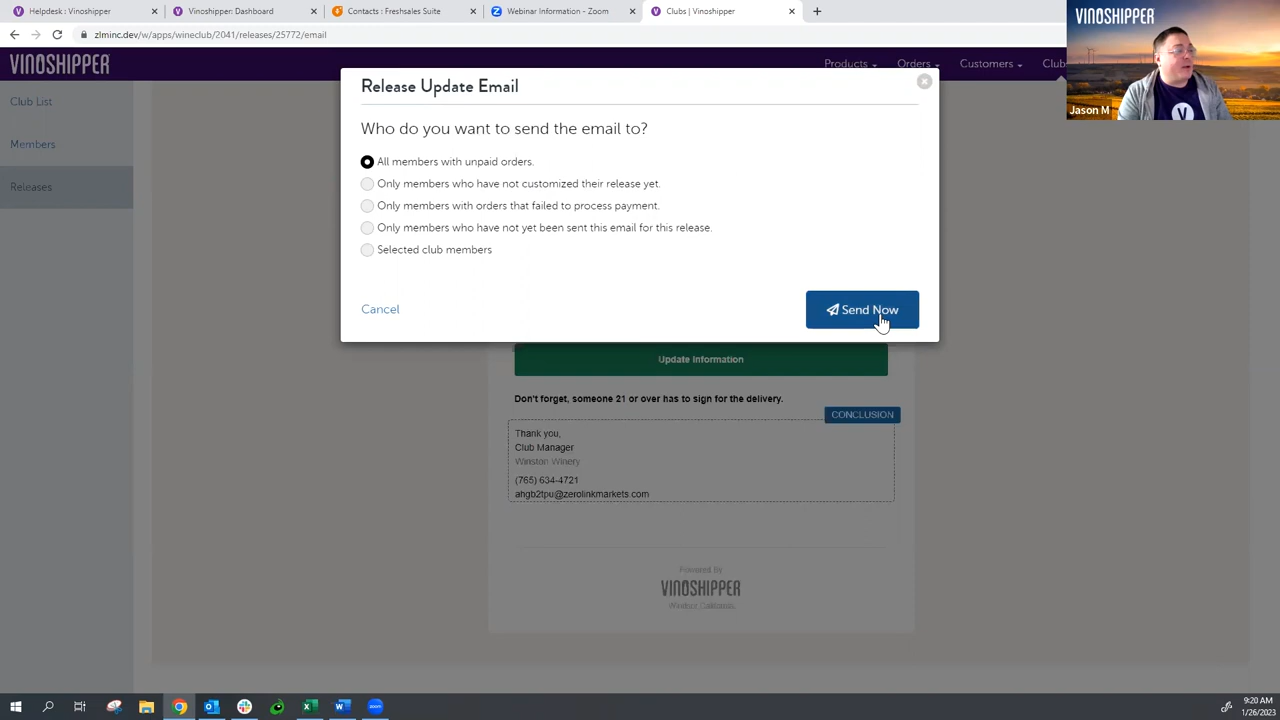 Helpdesk : Vinoshipper
Vinoshipper: Dashboard
Contacts : Freshsales Suite
Webinar Information - Zoom
Clubs | Vinoshipper
zlminc.dev/w/apps/wineclub/2041/releases/25772/email
VINOSHIPPER
Products
Orders
Customers
VINOSHIPPER
Jason M
Club List
Members
Releases
Release Update Email
Who do you want to send the email to?
All members with unpaid orders.
Only members who have not customized their release yet.
Only members with orders that failed to process payment.
Only members who have not yet been sent this email for this release.
Selected club members
Cancel
Send Now
Update Information
Don't forget, someone 21 or over has to sign for the delivery.
CONCLUSION
Thank you,
Club Manager
Winston Winery
(765) 634-4721
ahgb2tpu@zerolinkmarkets.com
Powered by
VINOSHIPPER
Windsor, California.
9:20 AM
1/26/2023